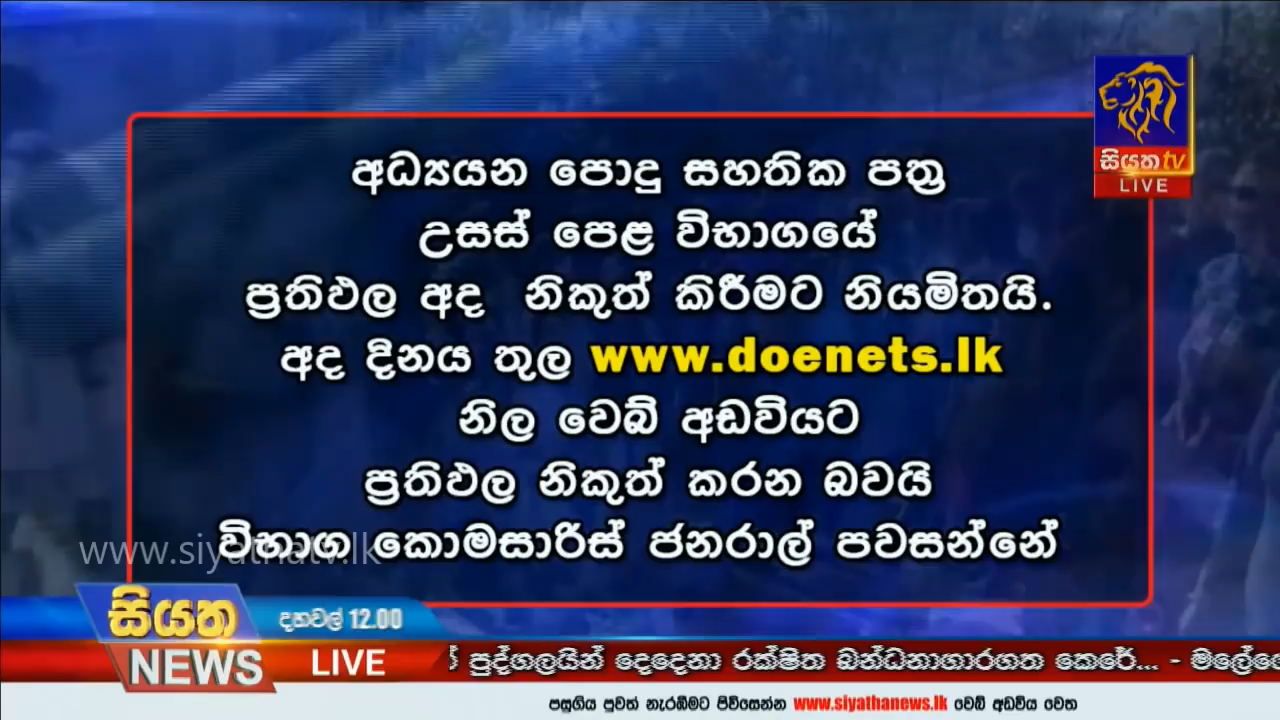 සියත tv
LIVE
අධ්‍යයන පොදු සහතික පත්‍ර
උසස් පෙළ විභාගයේ
ප්‍රතිඵල අද නිකුත් කිරීමට නියමිතයි.
අද දිනය තුල www.doenets.lk
නිල වෙබ් අඩවියට
ප්‍රතිඵල නිකුත් කරන බවයි
විභාග කොමසාරිස් ජනරාල් පවසන්නේ
www.siyathatv.lk
සියත දහවල් 12.00
NEWS LIVE
පුද්ගලයින් දෙදෙනා රක්ෂිත බන්ධනාගාරගත කෙරේ... -
පසුගිය පුවත් නැරඹීමට පිවිසෙන්න www.siyathanews.lk වෙබ් අඩවිය වෙත